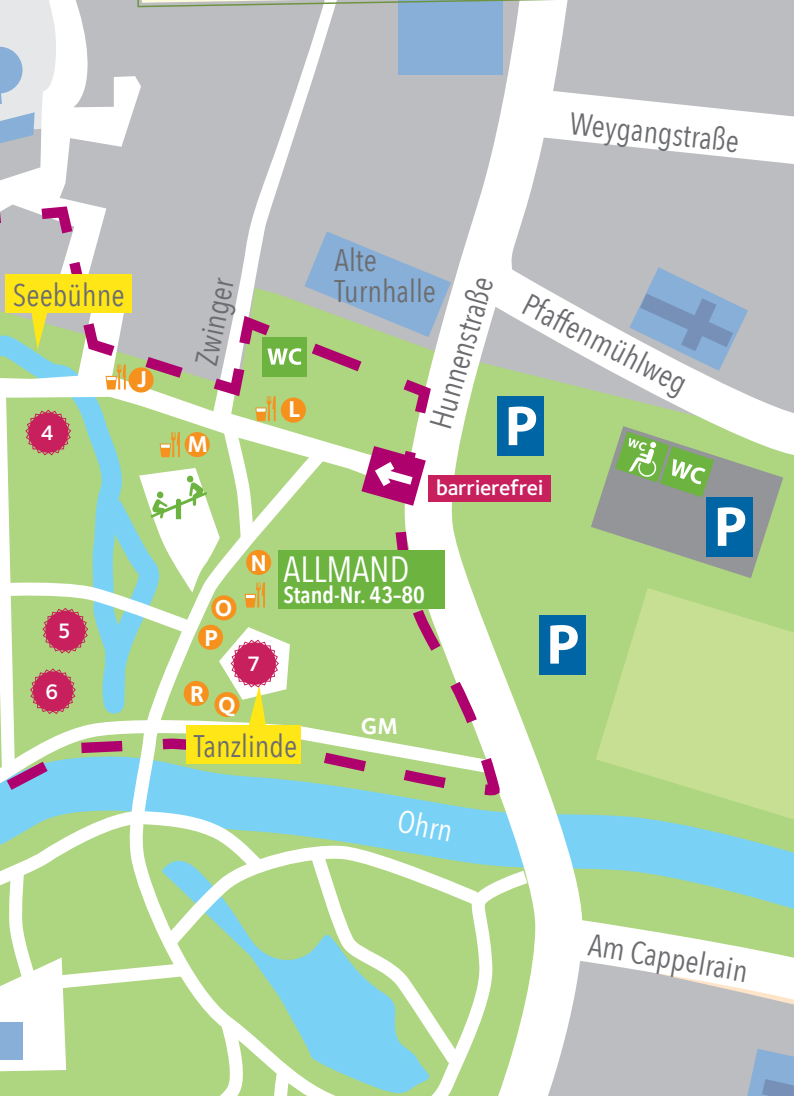 Weygangstraße
Alte
Turnhalle
Seebühne
Zwinger
Hunnenstraße
Pfaffenmühlweg
WC
J
L
4
M
P
WC
WC
P
barrierefrei
N
ALLMAND
Stand-Nr. 43–80
O
5
P
P
7
6
R
Q
GM
Tanzlinde
Ohrn
Am Cappelrain